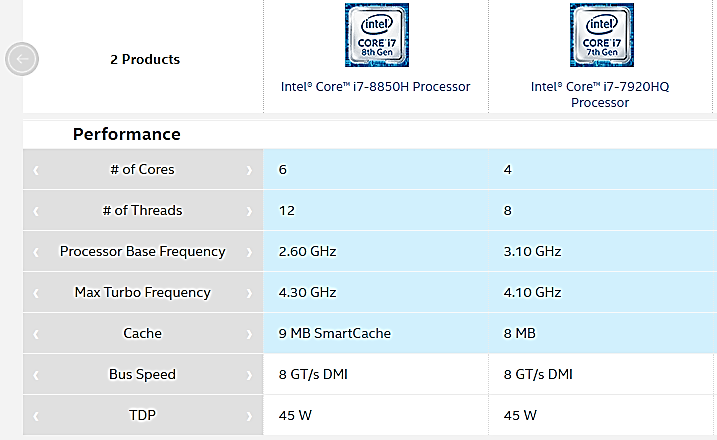 intel
CORE i7
8th Gen
intel
CORE i7
7th Gen
2 Products
Intel® Core™ i7-8850H Processor
Intel® Core™ i7-7920HQ
Processor
Performance
# of Cores 6 4
# of Threads 12 8
Processor Base Frequency 2.60 GHz 3.10 GHz
Max Turbo Frequency 4.30 GHz 4.10 GHz
Cache 9 MB SmartCache 8 MB
Bus Speed 8 GT/s DMI 8 GT/s DMI
TDP 45 W 45 W